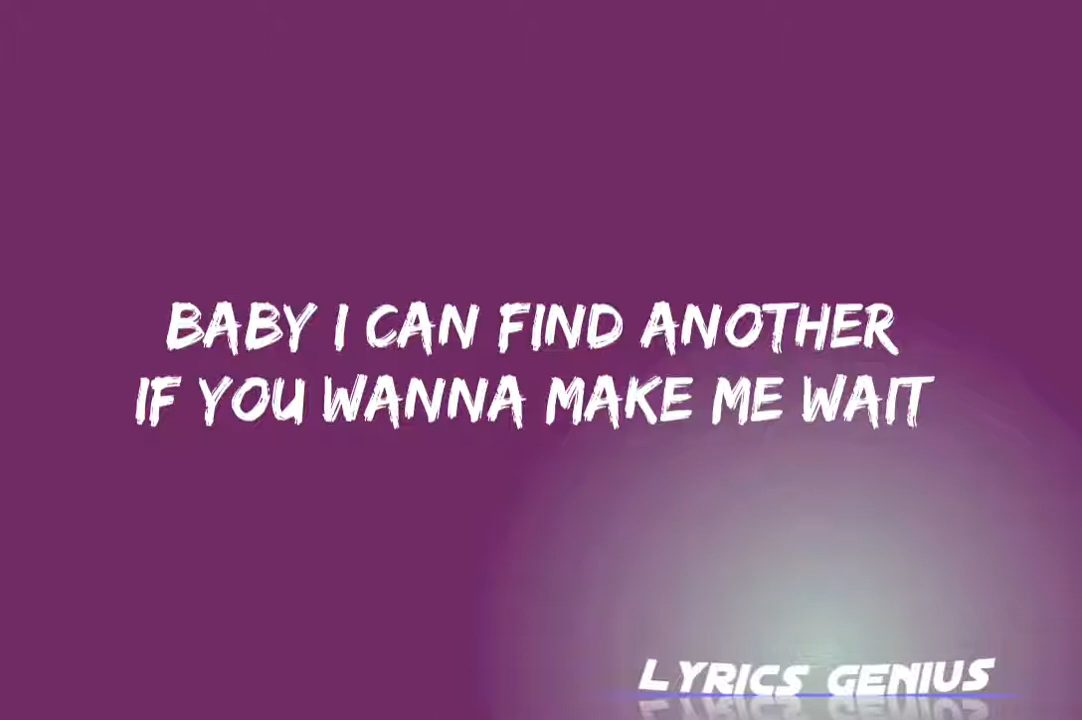 BABY I CAN FIND ANOTHER
IF YOU WANNA MAKE ME WAIT
LYRICS GENIUS